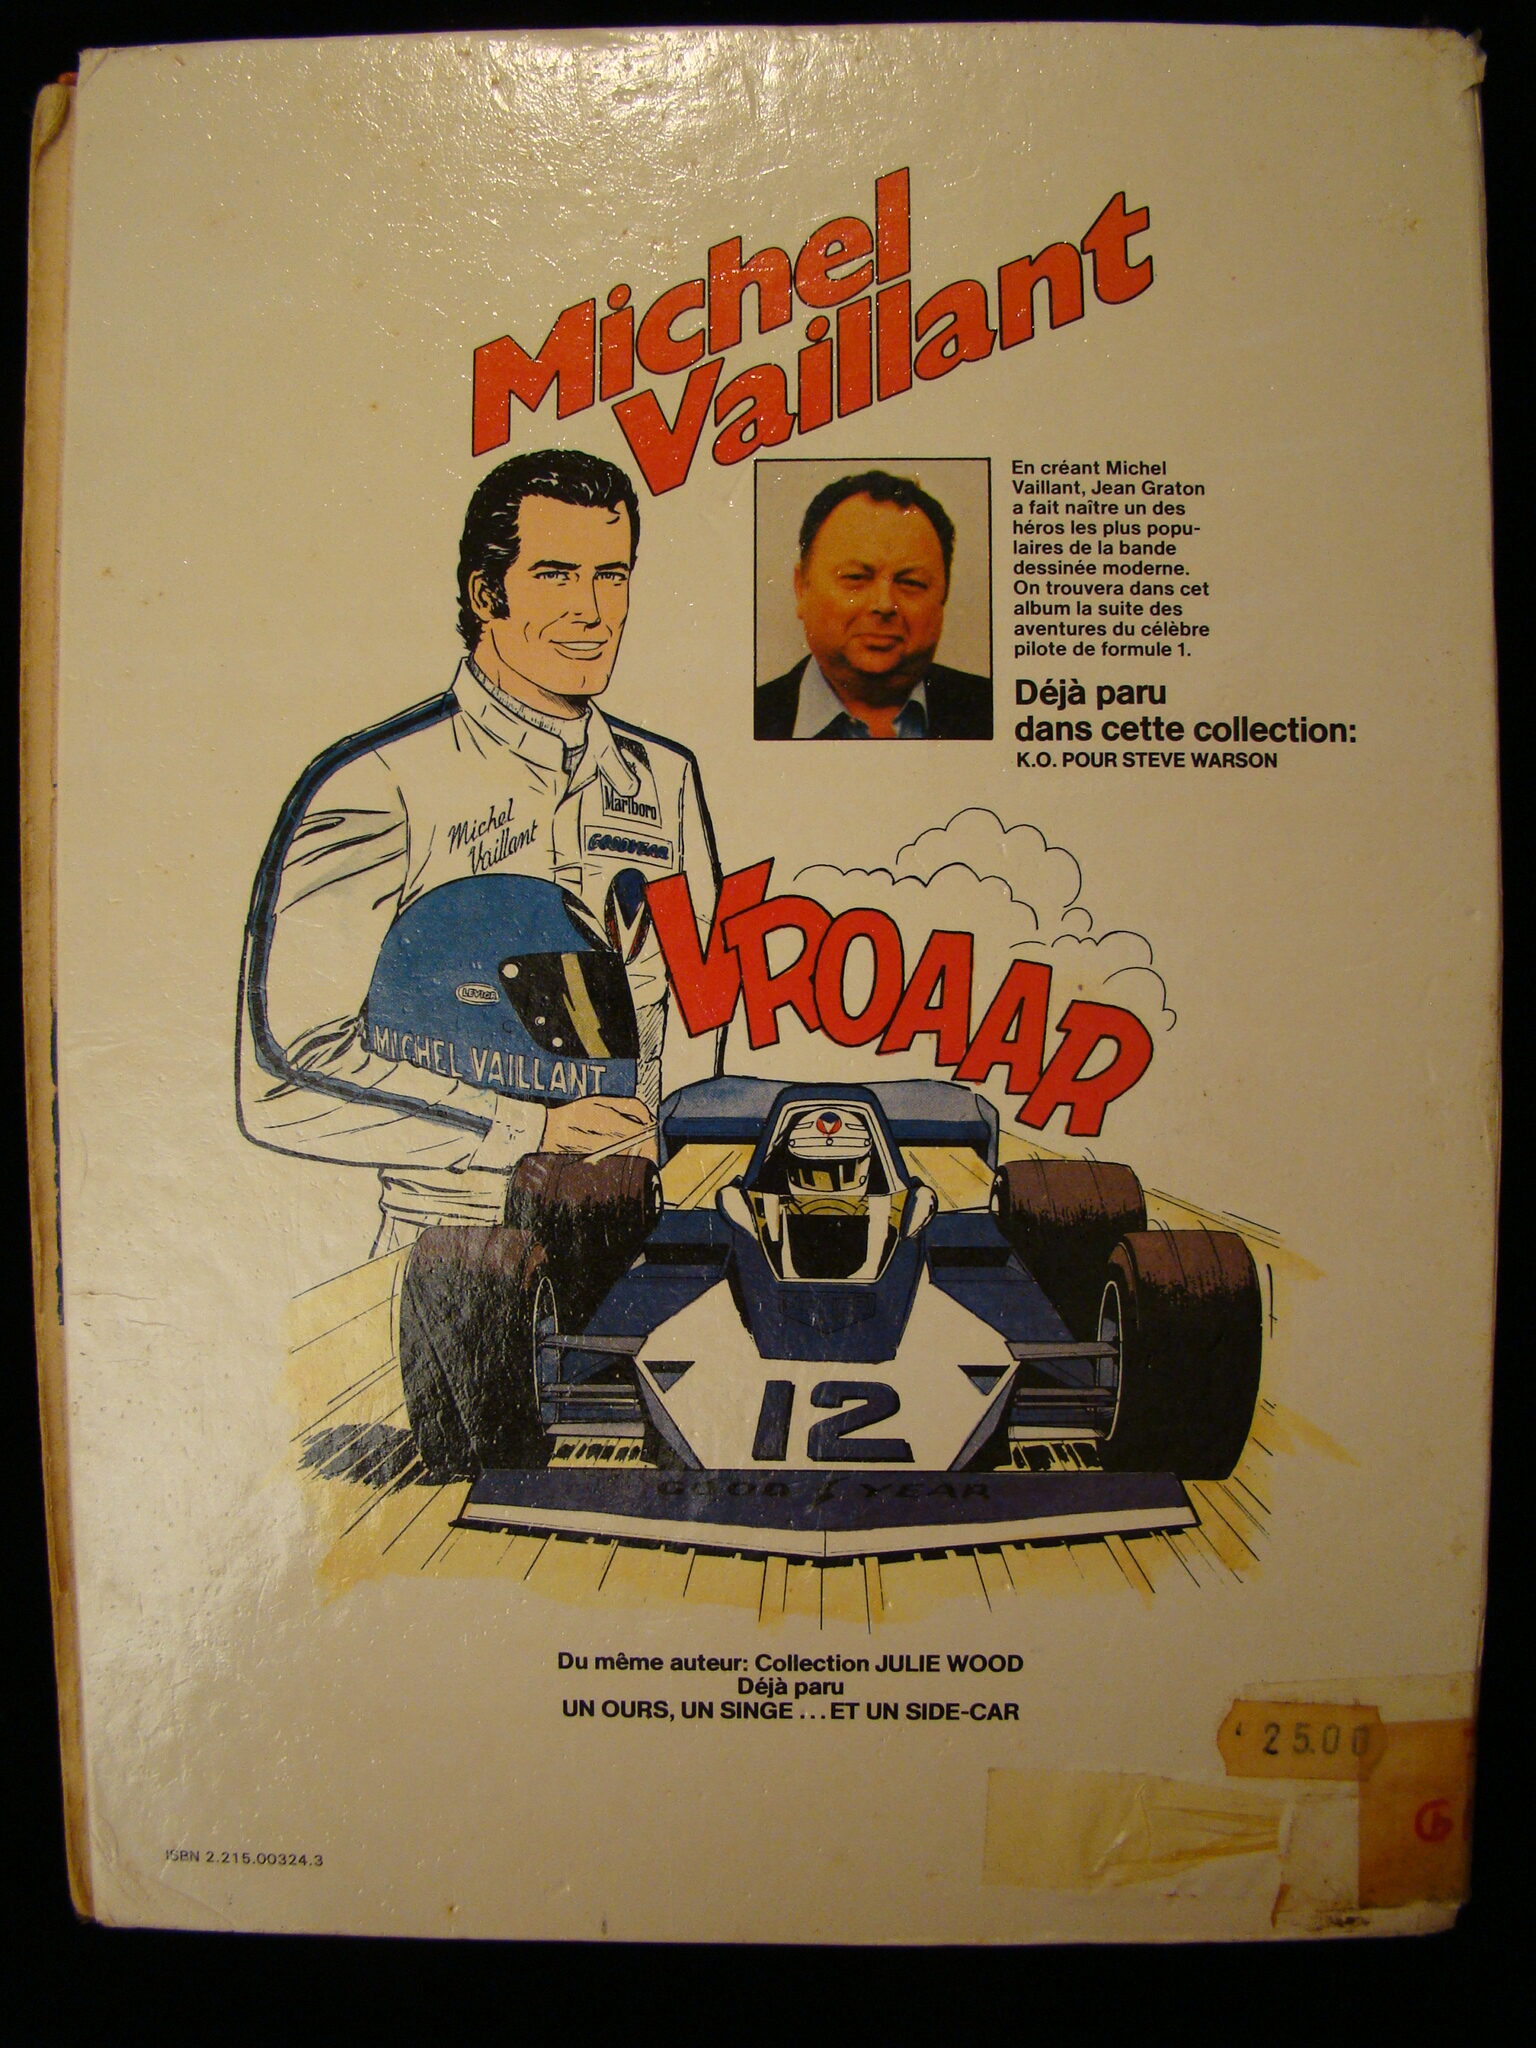 Michel
Vaillant
En créant Michel
Vaillant, Jean Graton
a fait naître un des
héros les plus popu-
laires de la bande
dessinée moderne.
On trouvera dans cet
album la suite des
aventures du célèbre
pilote de formule 1.
Déjà paru
dans cette collection:
K.O. POUR STEVE WARSON
Marlboro
GOODYEAR
Michel
Vaillant
VROAAR
MICHEL VAILLANT
12
GOOD YEAR
Du même auteur: Collection JULIE WOOD
Déjà paru
UN OURS, UN SINGE ... ET UN SIDE-CAR
25.00
ISBN 2.215.00324.3